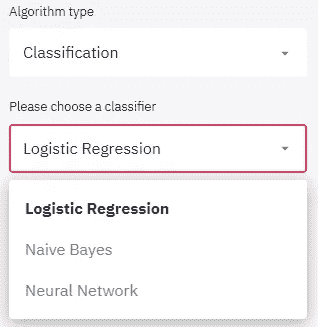 Algorithm type
Classification
Please choose a classifier
Logistic Regression
Logistic Regression
Naive Bayes
Neural Network